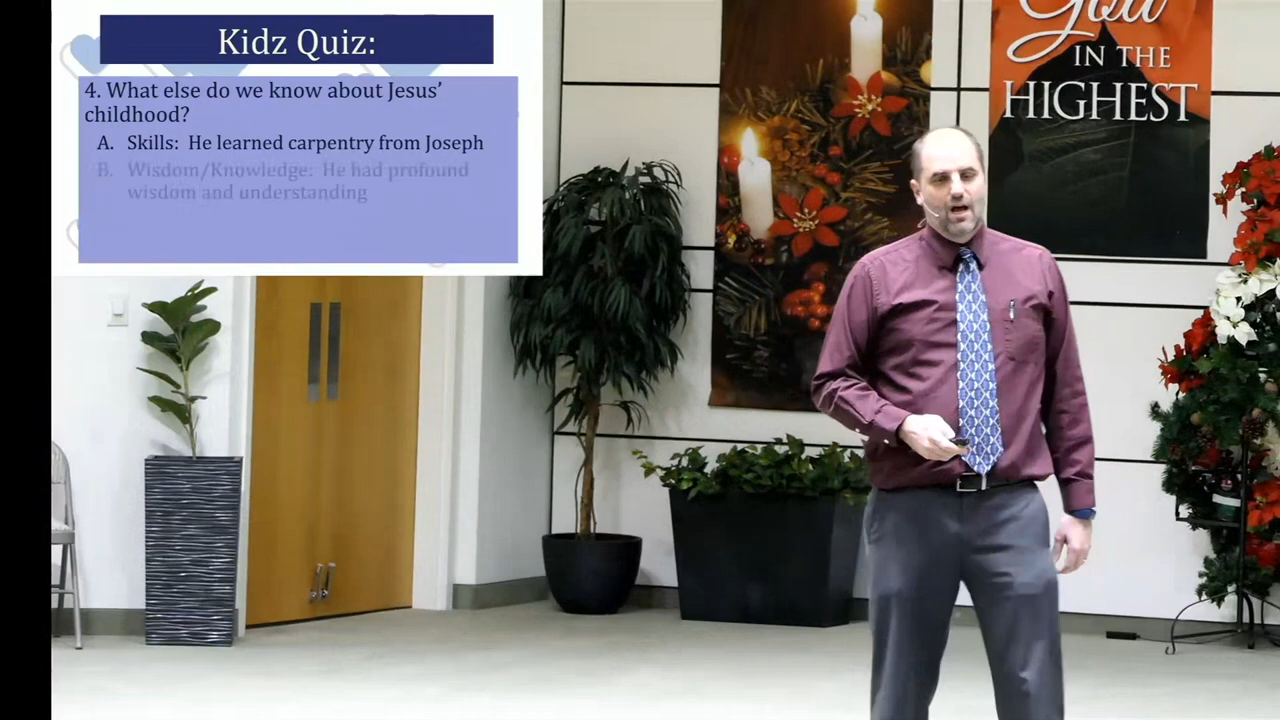 Kidz Quiz:
4. What else do we know about Jesus'
childhood?
A. Skills: He learned carpentry from Joseph
B. Wisdom/Knowledge: He had profound
wisdom and understanding
God
IN THE
HIGHEST